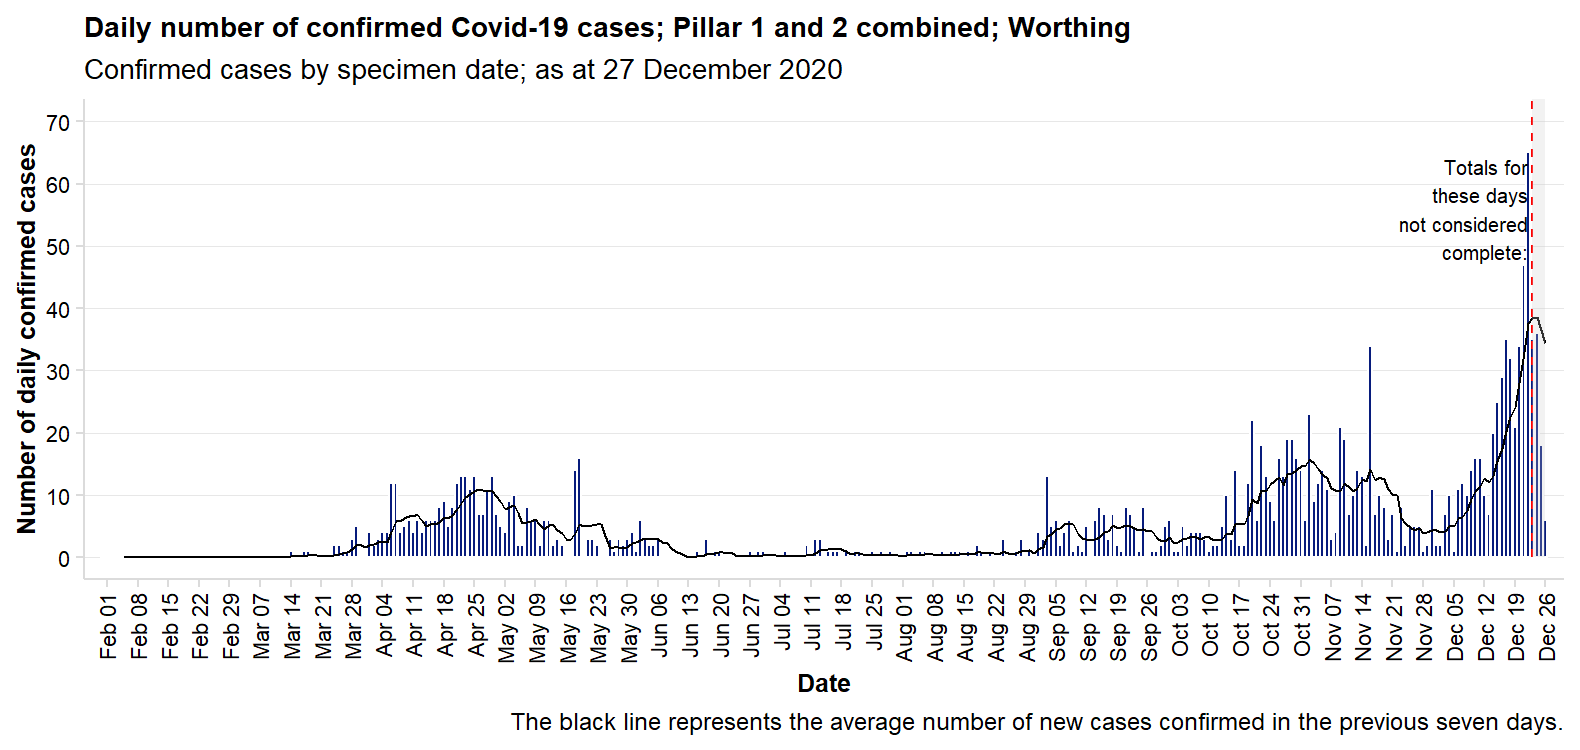 Daily number of confirmed Covid-19 cases; Pillar 1 and 2 combined; Worthing
Confirmed cases by specimen date; as at 27 December 2020
Number of daily confirmed cases
70
60
50
40
30
20
10
0
Totals for
these days
not considered
complete:
Feb 01
Feb 08
Feb 15
Feb 22
Feb 29
Mar 07
Mar 14
Mar 21
Mar 28
Apr 04
Apr 11
Apr 18
Apr 25
May 02
May 09
May 16
May 23
May 30
Jun 06
Jun 13
Jun 20
Jun 27
Jul 04
Jul 11
Jul 18
Jul 25
Aug 01
Aug 08
Aug 15
Aug 22
Aug 29
Sep 05
Sep 12
Sep 19
Sep 26
Oct 03
Oct 10
Oct 17
Oct 24
Oct 31
Nov 07
Nov 14
Nov 21
Nov 28
Dec 05
Dec 12
Dec 19
Dec 26
Date
The black line represents the average number of new cases confirmed in the previous seven days.